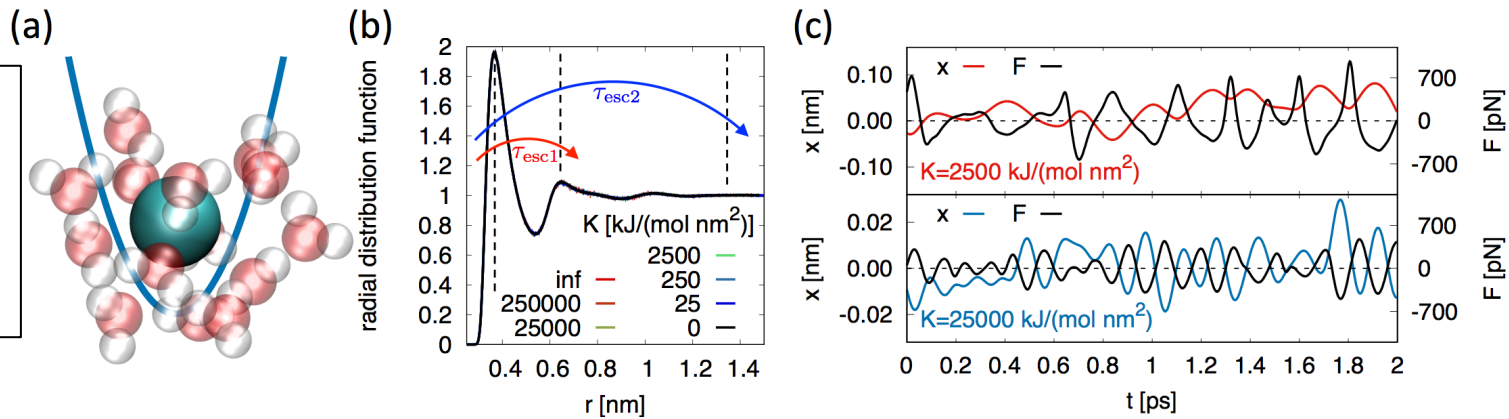 (a)
(b)
radial distribution function
2
1.8
1.6
1.4
1.2
1
0.8
0.6
0.4
0.2
0
τesc2
τesc1
K [kJ/(mol nm²)]
2500
inf 250
250000 25
25000 0
0.4 0.6 0.8 1 1.2 1.4
r [nm]
(c)
x F
x [nm]
0.10
0.00
-0.10
700
0
-700
F [pN]
K=2500 kJ/(mol nm²)
x F
x [nm]
0.02
0.00
-0.02
700
0
-700
F [pN]
K=25000 kJ/(mol nm²)
0 0.2 0.4 0.6 0.8 1 1.2 1.4 1.6 1.8 2
t [ps]